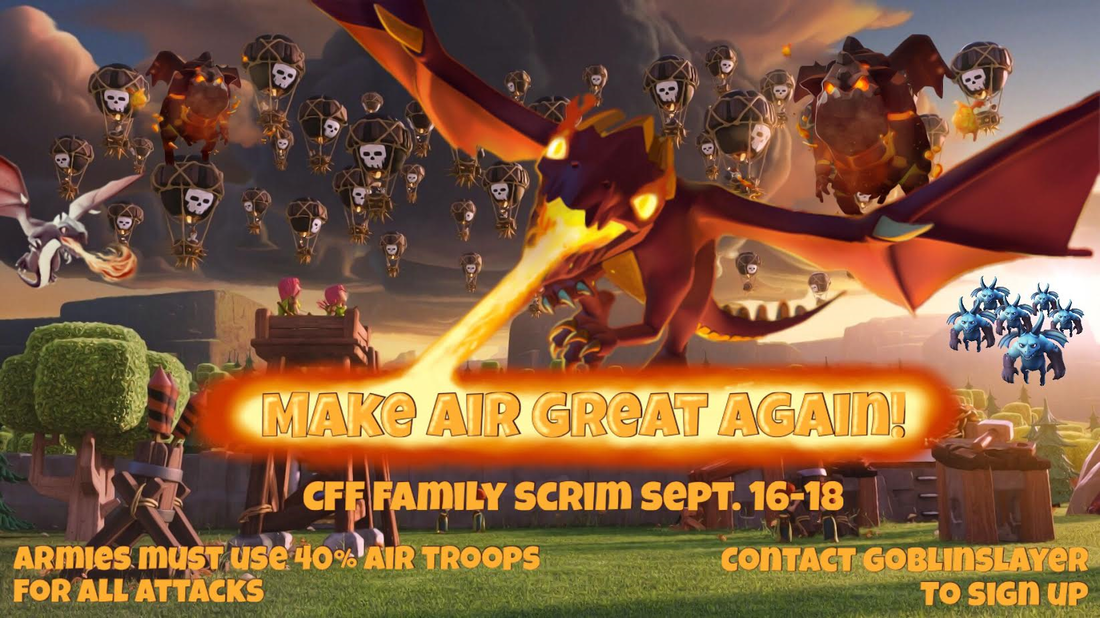 Make Air Great Again!
CFF Family Scrim Sept. 16-18
Armies must use 40% air troops
for all attacks
Contact Goblinslayer
to sign up